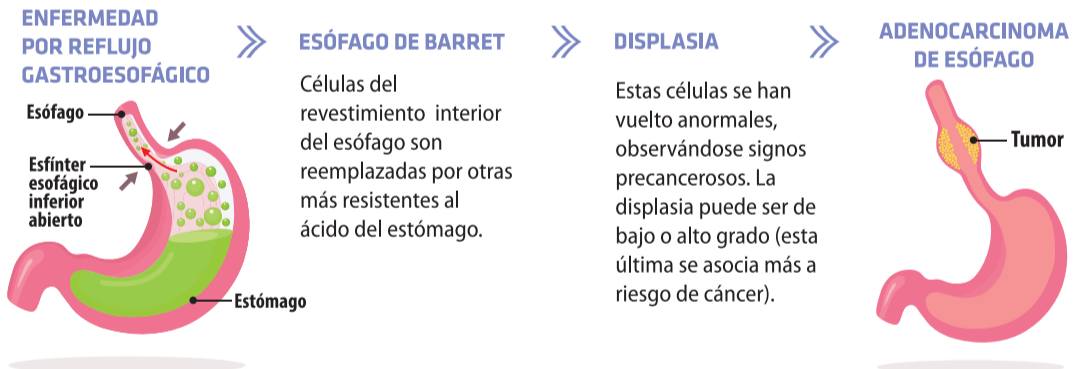 ENFERMEDAD
POR REFLUJO
GASTROESOFÁGICO
Esófago
Esfínter
esofágico
inferior
abierto
Estómago
ESÓFAGO DE BARRET
Células del
revestimiento interior
del esófago son
reemplazadas por otras
más resistentes al
ácido del estómago.
DISPLASIA
Estas células se han
vuelto anormales,
observándose signos
precancerosos. La
displasia puede ser de
bajo o alto grado (esta
última se asocia más a
riesgo de cáncer).
ADENOCARCINOMA
DE ESÓFAGO
Tumor